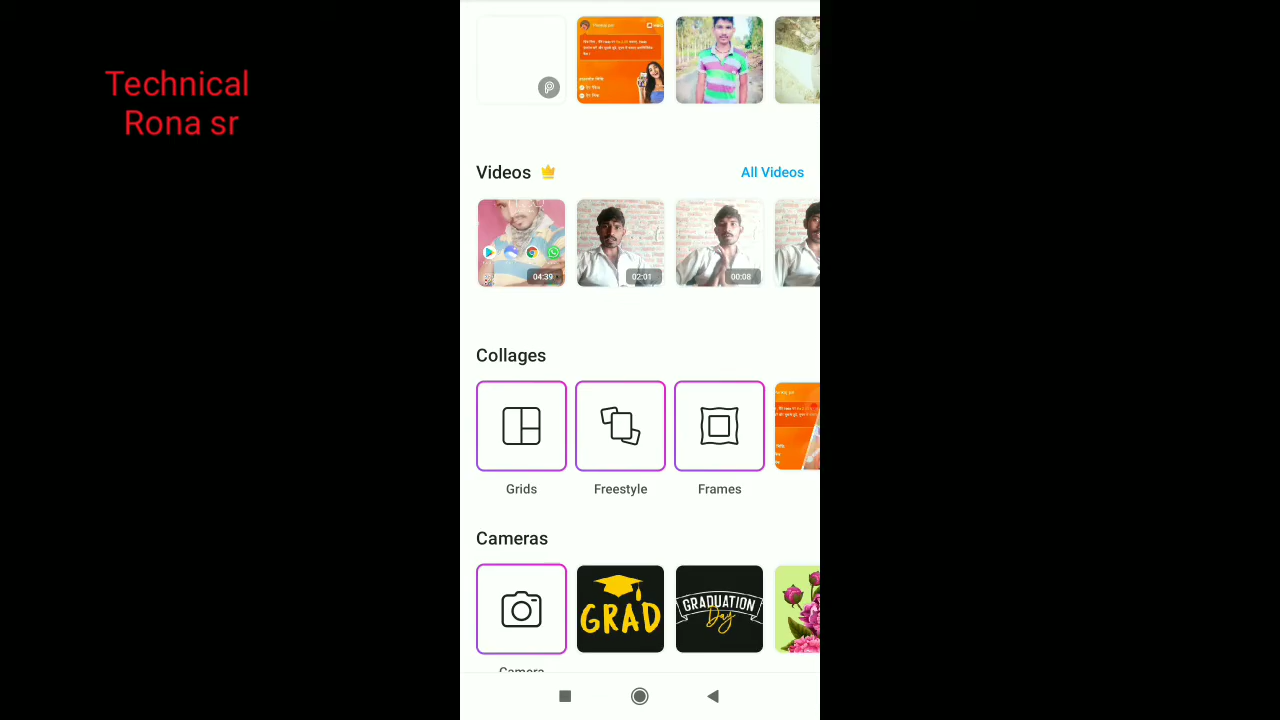 Technical
Rona sr
Videos
All Videos
04:39
02:01
00:08
Collages
Grids
Freestyle
Frames
Cameras
GRAD
GRADUATION
Day
Camera